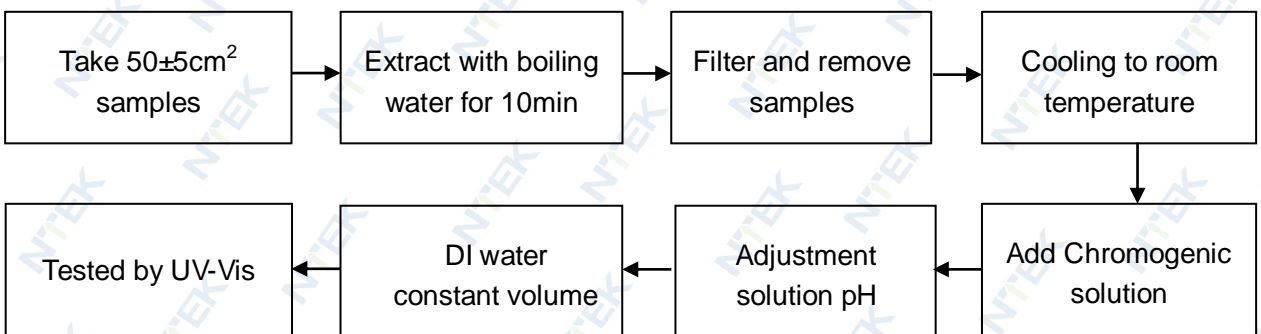 Take 50±5cm²
samples
Extract with boiling
water for 10min
Filter and remove
samples
Cooling to room
temperature
Add Chromogenic
solution
Adjustment
solution pH
DI water
constant volume
Tested by UV-Vis
NTEK